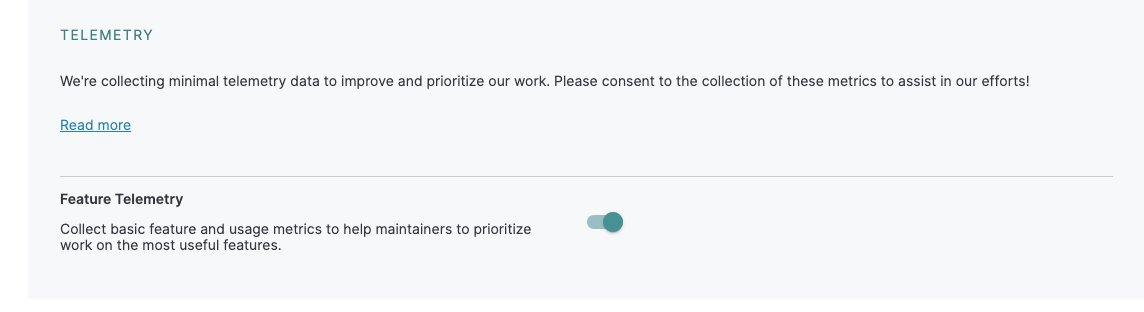 TELEMETRY
We're collecting minimal telemetry data to improve and prioritize our work. Please consent to the collection of these metrics to assist in our efforts!
Read more
Feature Telemetry
Collect basic feature and usage metrics to help maintainers to prioritize
work on the most useful features.